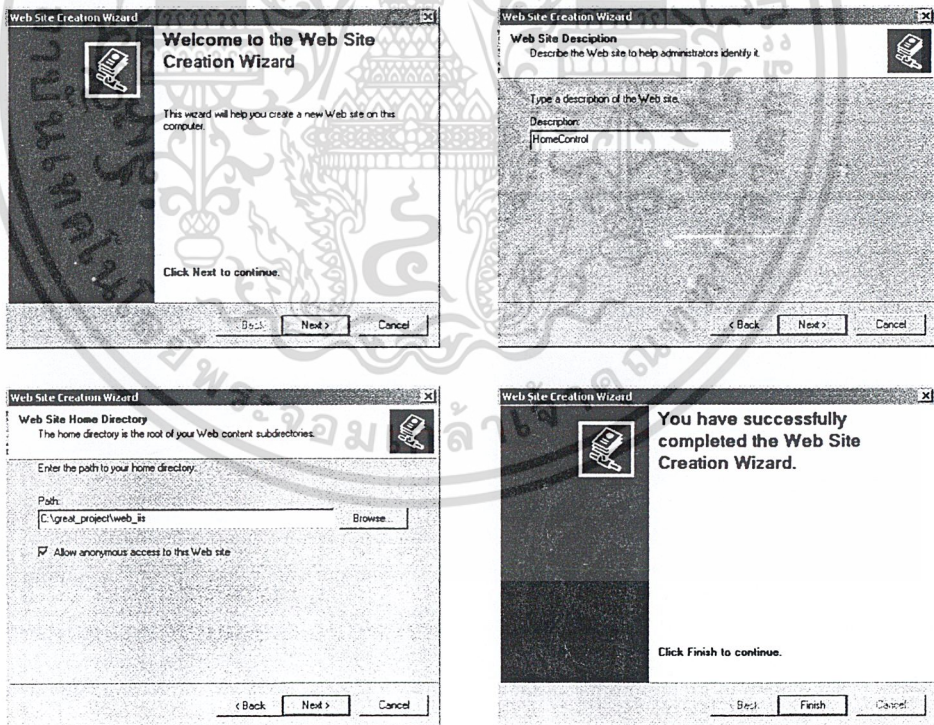 Web Site Creation Wizard
Welcome to the Web Site
Creation Wizard
This wizard will help you create a new Web site on this
computer.
Click Next to continue.
< Back
Next >
Cancel
Web Site Creation Wizard
Web Site Desciption
Describe the Web site to help administrators identify it.
Type a description of the Web site.
Description:
HomeControl
< Back
Next >
Cancel
Web Site Creation Wizard
Web Site Home Directory
The home directory is the root of your Web content subdirectories.
Enter the path to your home directory.
Path:
C:\great_project\web_iis
Browse...
Allow anonymous access to this Web site
< Back
Next >
Cancel
Web Site Creation Wizard
You have successfully
completed the Web Site
Creation Wizard.
Click Finish to continue.
< Back
Finish
Cancel